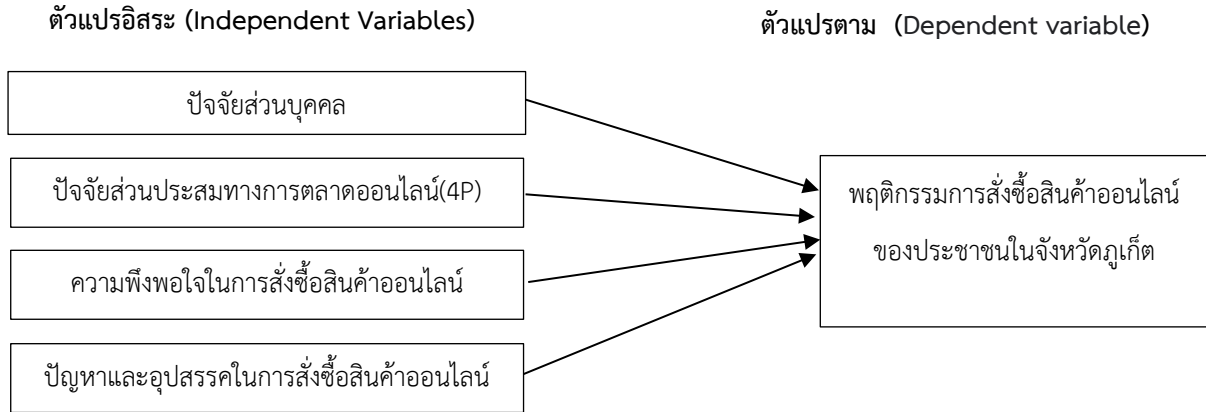 ตัวแปรอิสระ (Independent Variables)
ตัวแปรตาม (Dependent variable)
ปัจจัยส่วนบุคคล
ปัจจัยส่วนประสมทางการตลาดออนไลน์(4P)
ความพึงพอใจในการสั่งซื้อสินค้าออนไลน์
ปัญหาและอุปสรรคในการสั่งซื้อสินค้าออนไลน์
พฤติกรรมการสั่งซื้อสินค้าออนไลน์
ของประชาชนในจังหวัดภูเก็ต